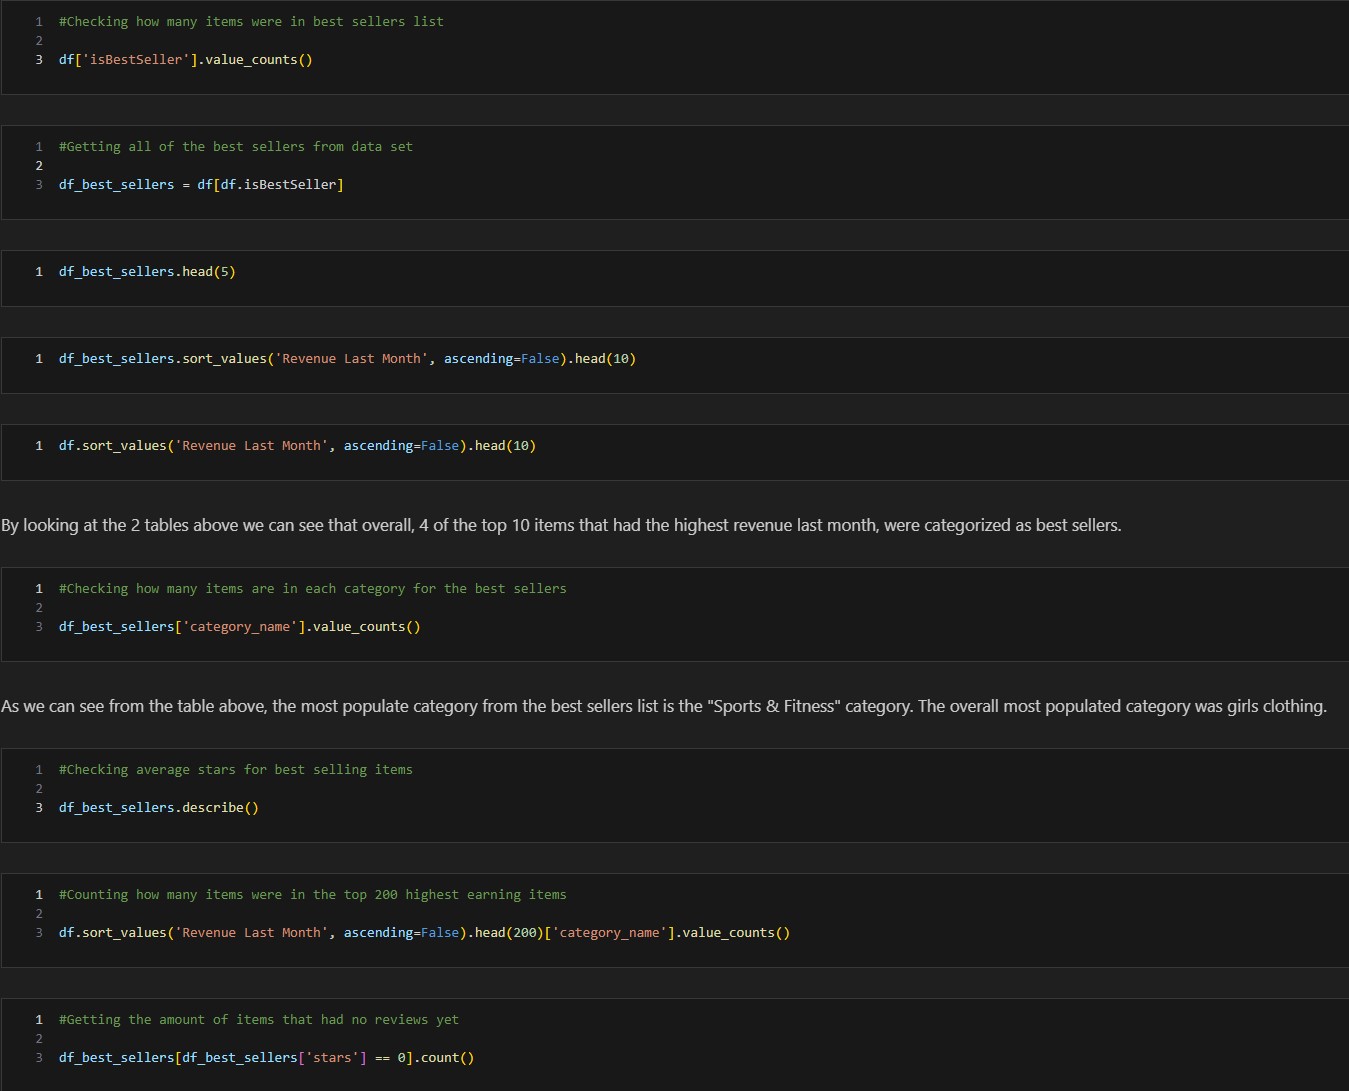 1 #Checking how many items were in best sellers list
2
3 df['isBestSeller'].value_counts()
1 #Getting all of the best sellers from data set
2
3 df_best_sellers = df[df.isBestSeller]
1 df_best_sellers.head(5)
1 df_best_sellers.sort_values('Revenue Last Month', ascending=False).head(10)
1 df.sort_values('Revenue Last Month', ascending=False).head(10)
By looking at the 2 tables above we can see that overall, 4 of the top 10 items that had the highest revenue last month, were categorized as best sellers.
1 #Checking how many items are in each category for the best sellers
2
3 df_best_sellers['category_name'].value_counts()
As we can see from the table above, the most populate category from the best sellers list is the "Sports & Fitness" category. The overall most populated category was girls clothing.
1 #Checking average stars for best selling items
2
3 df_best_sellers.describe()
1 #Counting how many items were in the top 200 highest earning items
2
3 df.sort_values('Revenue Last Month', ascending=False).head(200)['category_name'].value_counts()
1 #Getting the amount of items that had no reviews yet
2
3 df_best_sellers[df_best_sellers['stars'] == 0].count()